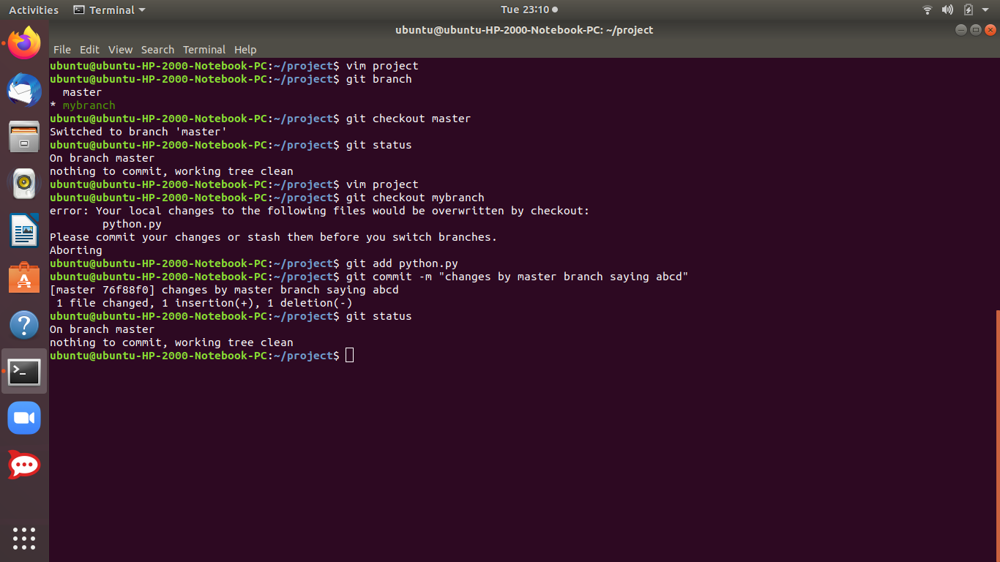 Activities Terminal Tue 23:10
ubuntu@ubuntu-HP-2000-Notebook-PC: ~/project
File Edit View Search Terminal Help
ubuntu@ubuntu-HP-2000-Notebook-PC:~/project$ vim project
ubuntu@ubuntu-HP-2000-Notebook-PC:~/project$ git branch
  master
* mybranch
ubuntu@ubuntu-HP-2000-Notebook-PC:~/project$ git checkout master
Switched to branch 'master'
ubuntu@ubuntu-HP-2000-Notebook-PC:~/project$ git status
On branch master
nothing to commit, working tree clean
ubuntu@ubuntu-HP-2000-Notebook-PC:~/project$ vim project
ubuntu@ubuntu-HP-2000-Notebook-PC:~/project$ git checkout mybranch
error: Your local changes to the following files would be overwritten by checkout:
        python.py
Please commit your changes or stash them before you switch branches.
Aborting
ubuntu@ubuntu-HP-2000-Notebook-PC:~/project$ git add python.py
ubuntu@ubuntu-HP-2000-Notebook-PC:~/project$ git commit -m "changes by master branch saying abcd"
[master 76f88f0] changes by master branch saying abcd
 1 file changed, 1 insertion(+), 1 deletion(-)
ubuntu@ubuntu-HP-2000-Notebook-PC:~/project$ git status
On branch master
nothing to commit, working tree clean
ubuntu@ubuntu-HP-2000-Notebook-PC:~/project$